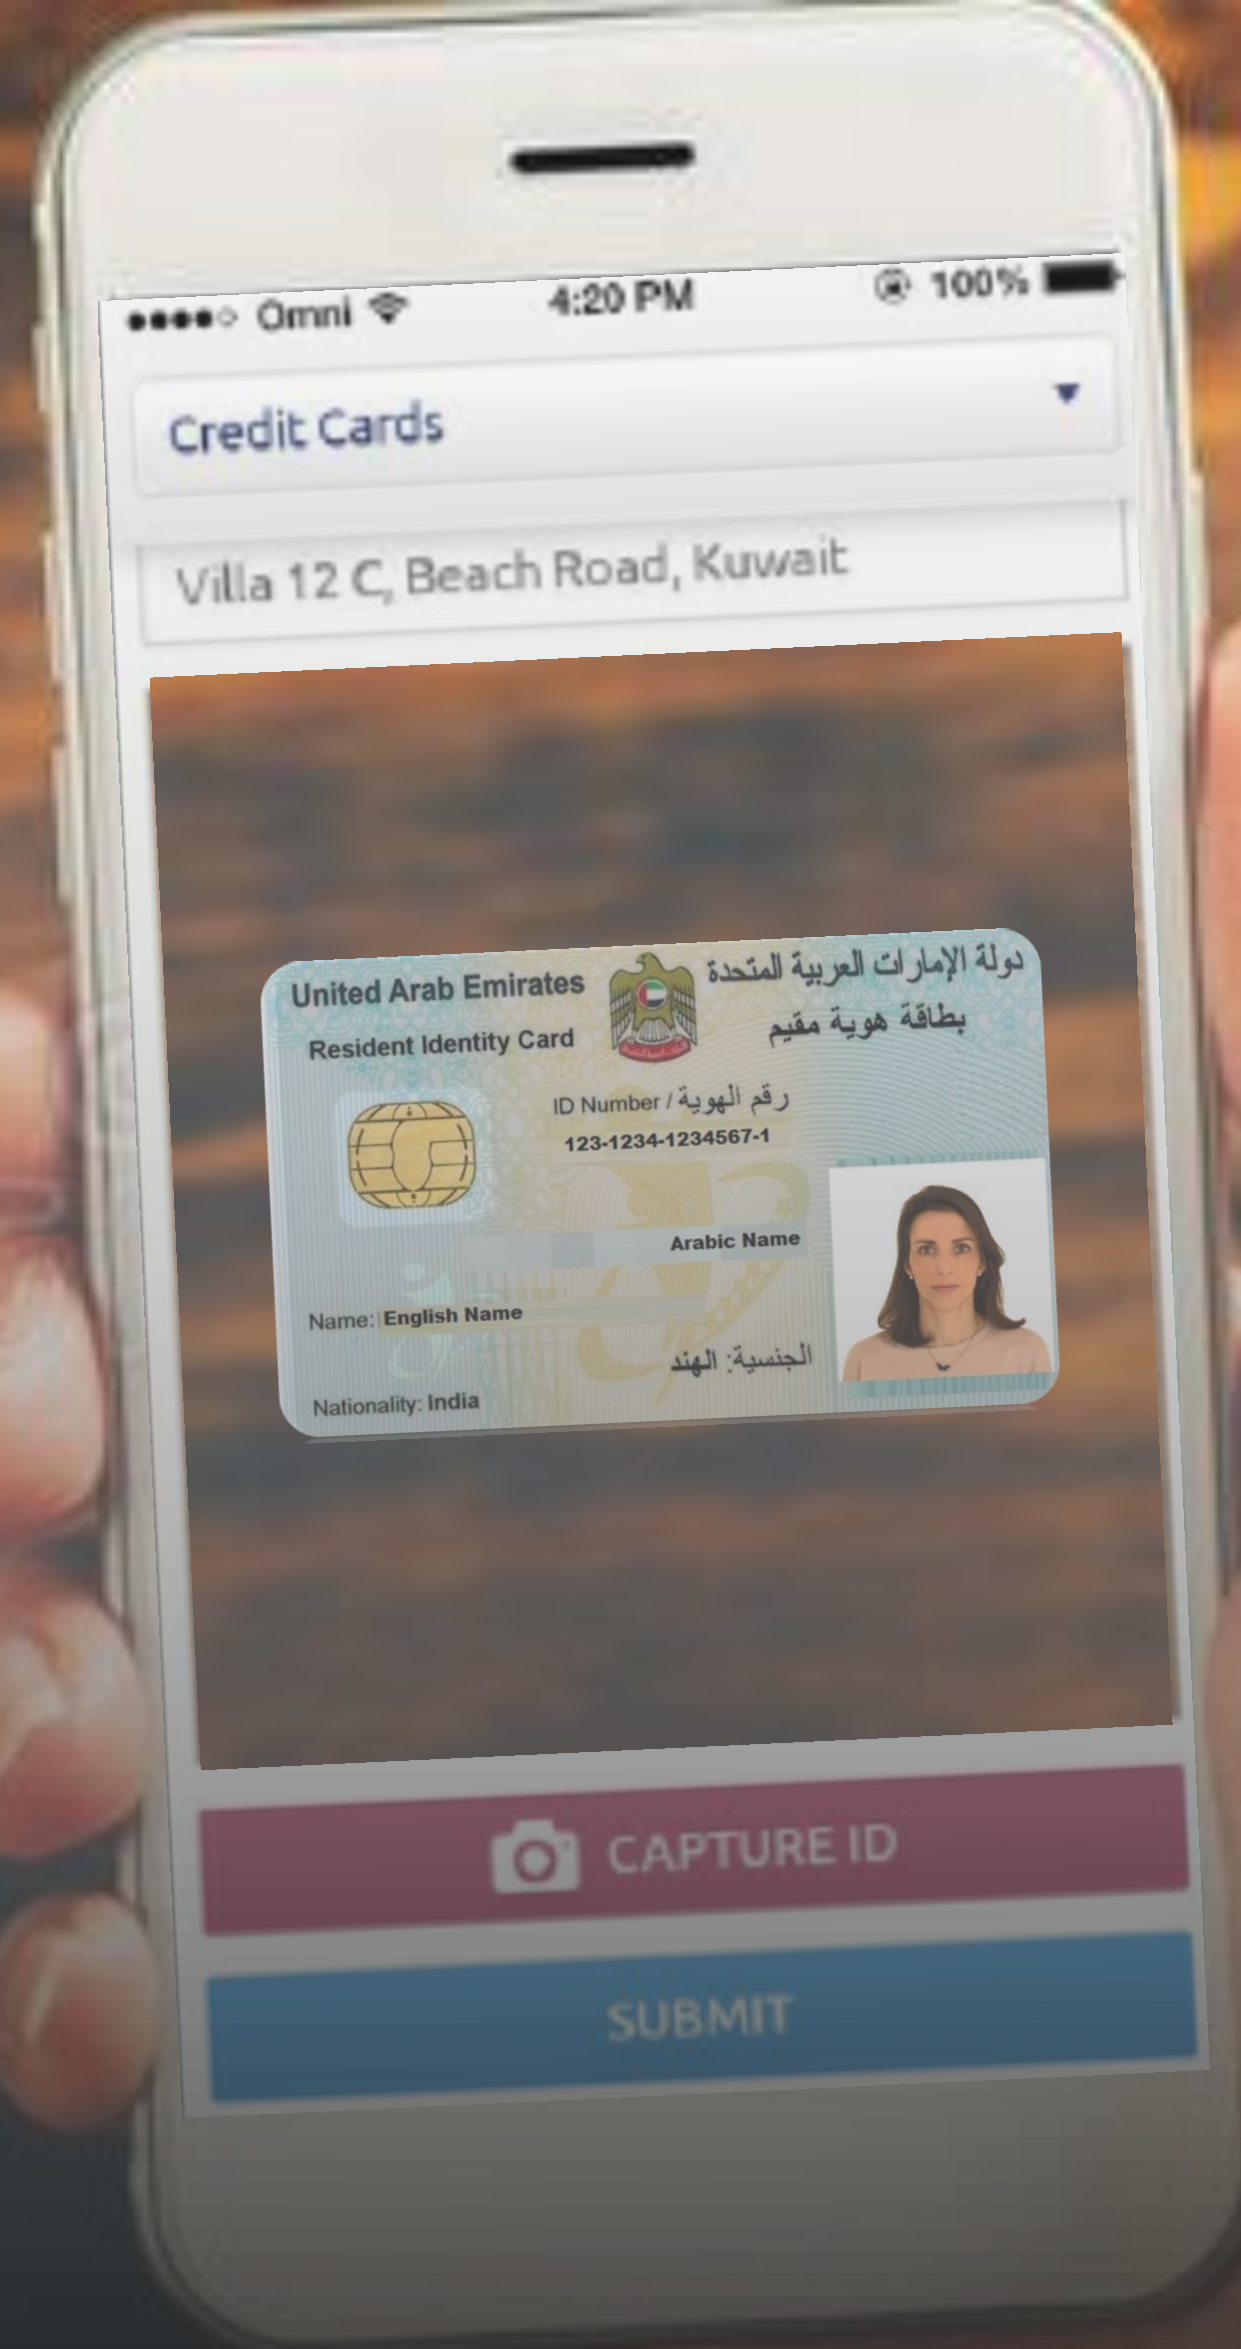 Omni 4:20 PM 100%
Credit Cards
Villa 12 C, Beach Road, Kuwait
United Arab Emirates
دولة الإمارات العربية المتحدة
Resident Identity Card
بطاقة هوية مقيم
ID Number / رقم الهوية
123-1234-1234567-1
Arabic Name
Name: English Name
الجنسية: الهند
Nationality: India
CAPTURE ID
SUBMIT